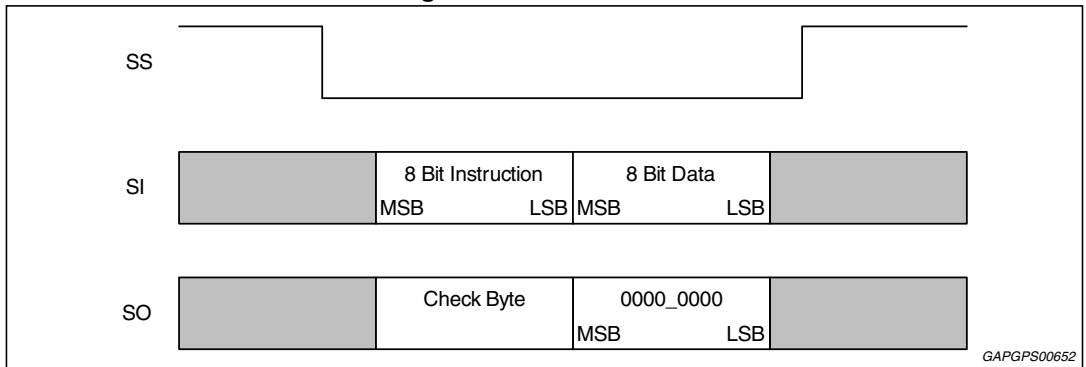 SS
SI
8 Bit Instruction 8 Bit Data
MSB LSB MSB LSB
SO
Check Byte 0000_0000
MSB LSB
GAPGPS00652